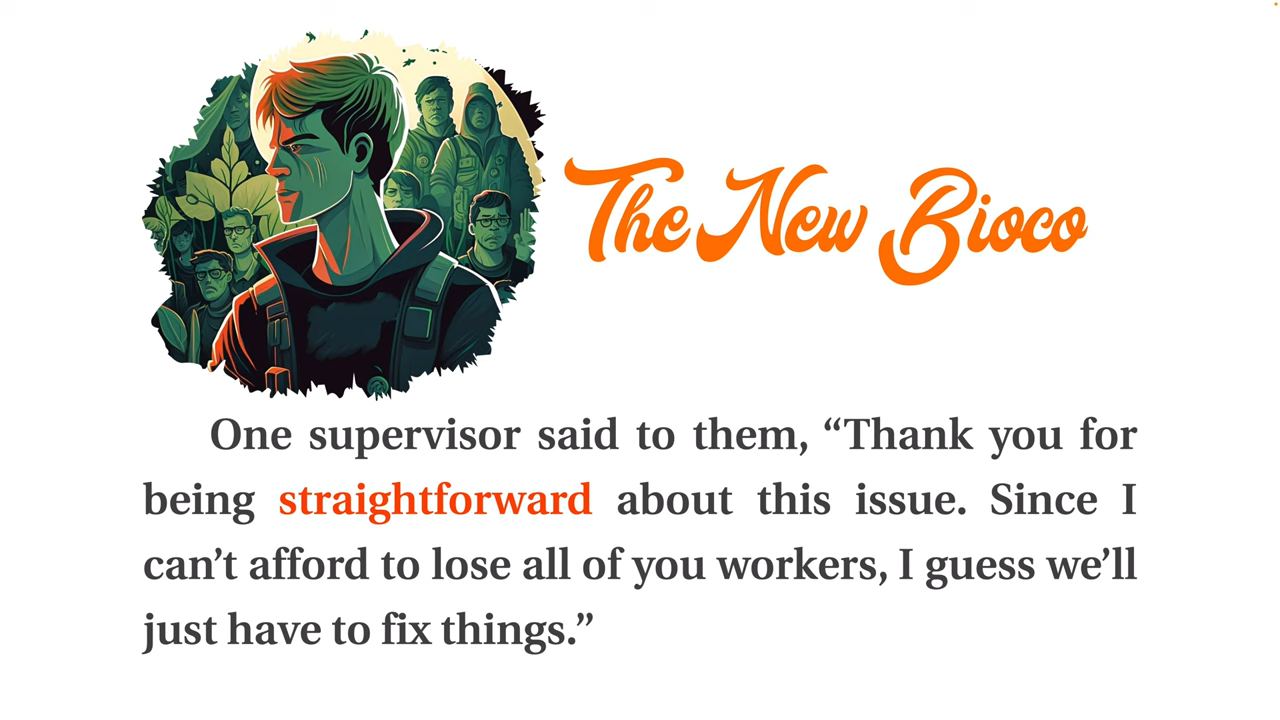 The New Bioco
One supervisor said to them, “Thank you for
being straightforward about this issue. Since I
can’t afford to lose all of you workers, I guess we’ll
just have to fix things.”